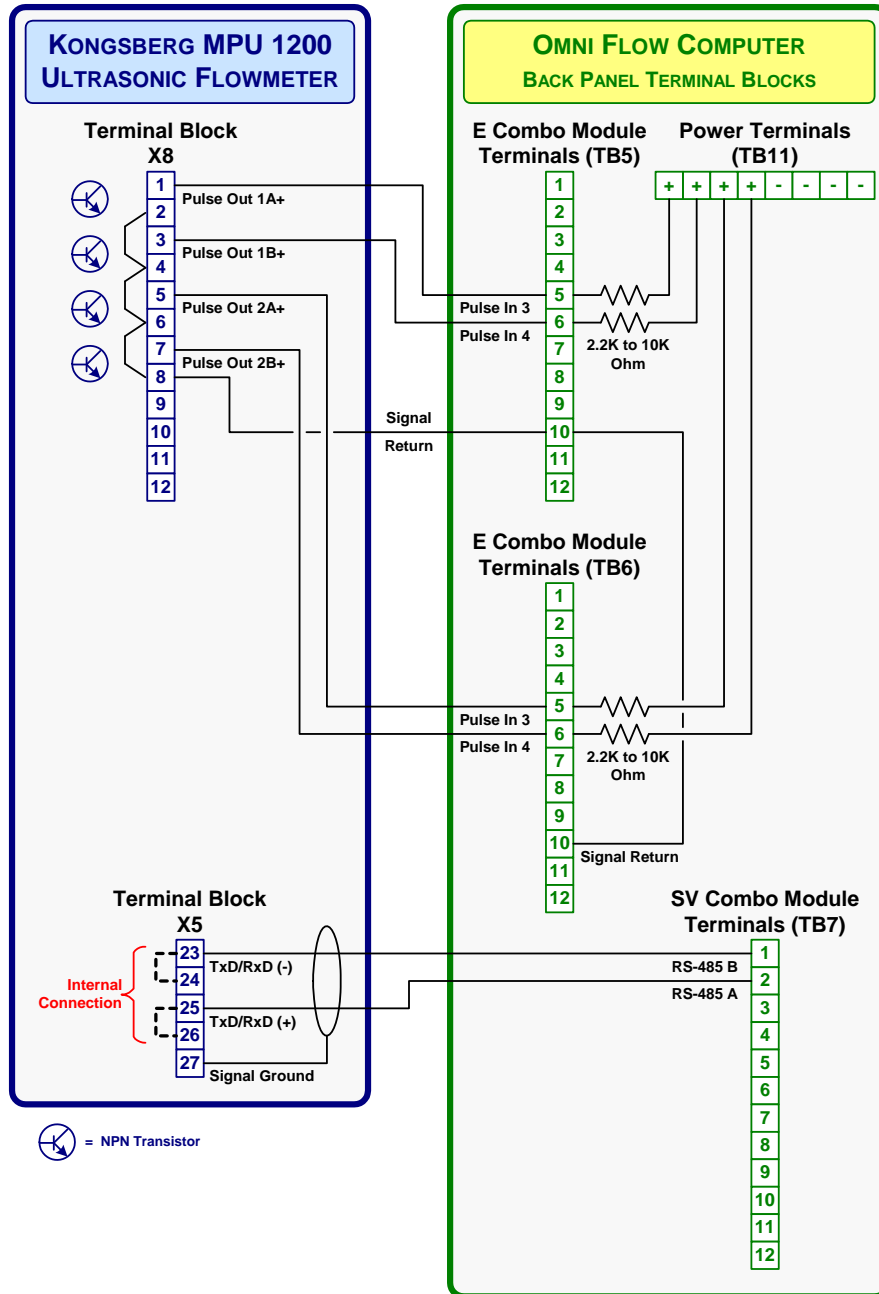 KONGSBERG MPU 1200
ULTRASONIC FLOWMETER
Terminal Block
X8
1
Pulse Out 1A+
2
3
Pulse Out 1B+
4
5
Pulse Out 2A+
6
7
Pulse Out 2B+
8
9
10
11
12
Signal
Return
Terminal Block
X5
23
TxD/RxD (-)
24
Internal
Connection
25
TxD/RxD (+)
26
27
Signal Ground
= NPN Transistor
OMNI FLOW COMPUTER
BACK PANEL TERMINAL BLOCKS
E Combo Module
Terminals (TB5)
1
2
3
4
5
Pulse In 3
6
Pulse In 4
7
8
9
10
11
12
2.2K to 10K
Ohm
Power Terminals
(TB11)
+ + + + - - - -
E Combo Module
Terminals (TB6)
1
2
3
4
5
Pulse In 3
6
Pulse In 4
7
8
9
10
11
12
2.2K to 10K
Ohm
Signal Return
SV Combo Module
Terminals (TB7)
1
RS-485 B
2
RS-485 A
3
4
5
6
7
8
9
10
11
12